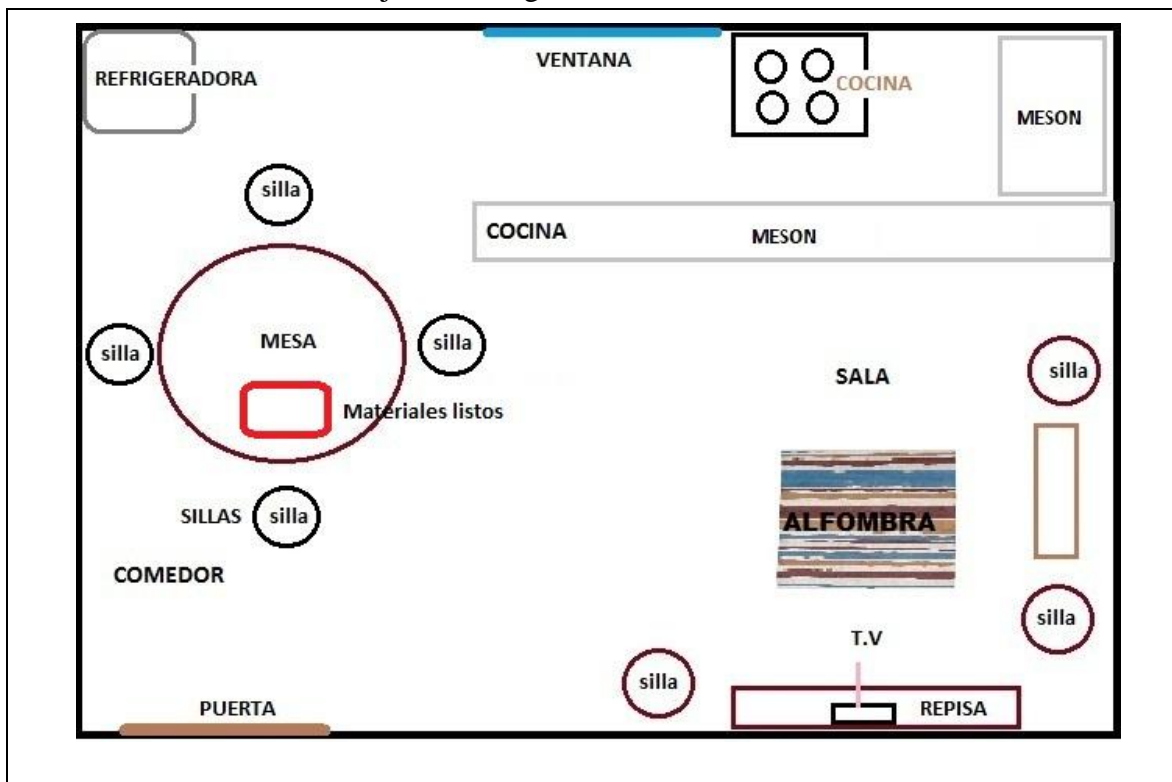 VENTANA
REFRIGERADORA
COCINA
MESON
silla
COCINA
MESON
MESA
silla
silla
SALA
silla
Materiales listos
SILLAS
silla
ALFOMBRA
COMEDOR
silla
T.V
silla
PUERTA
REPISA